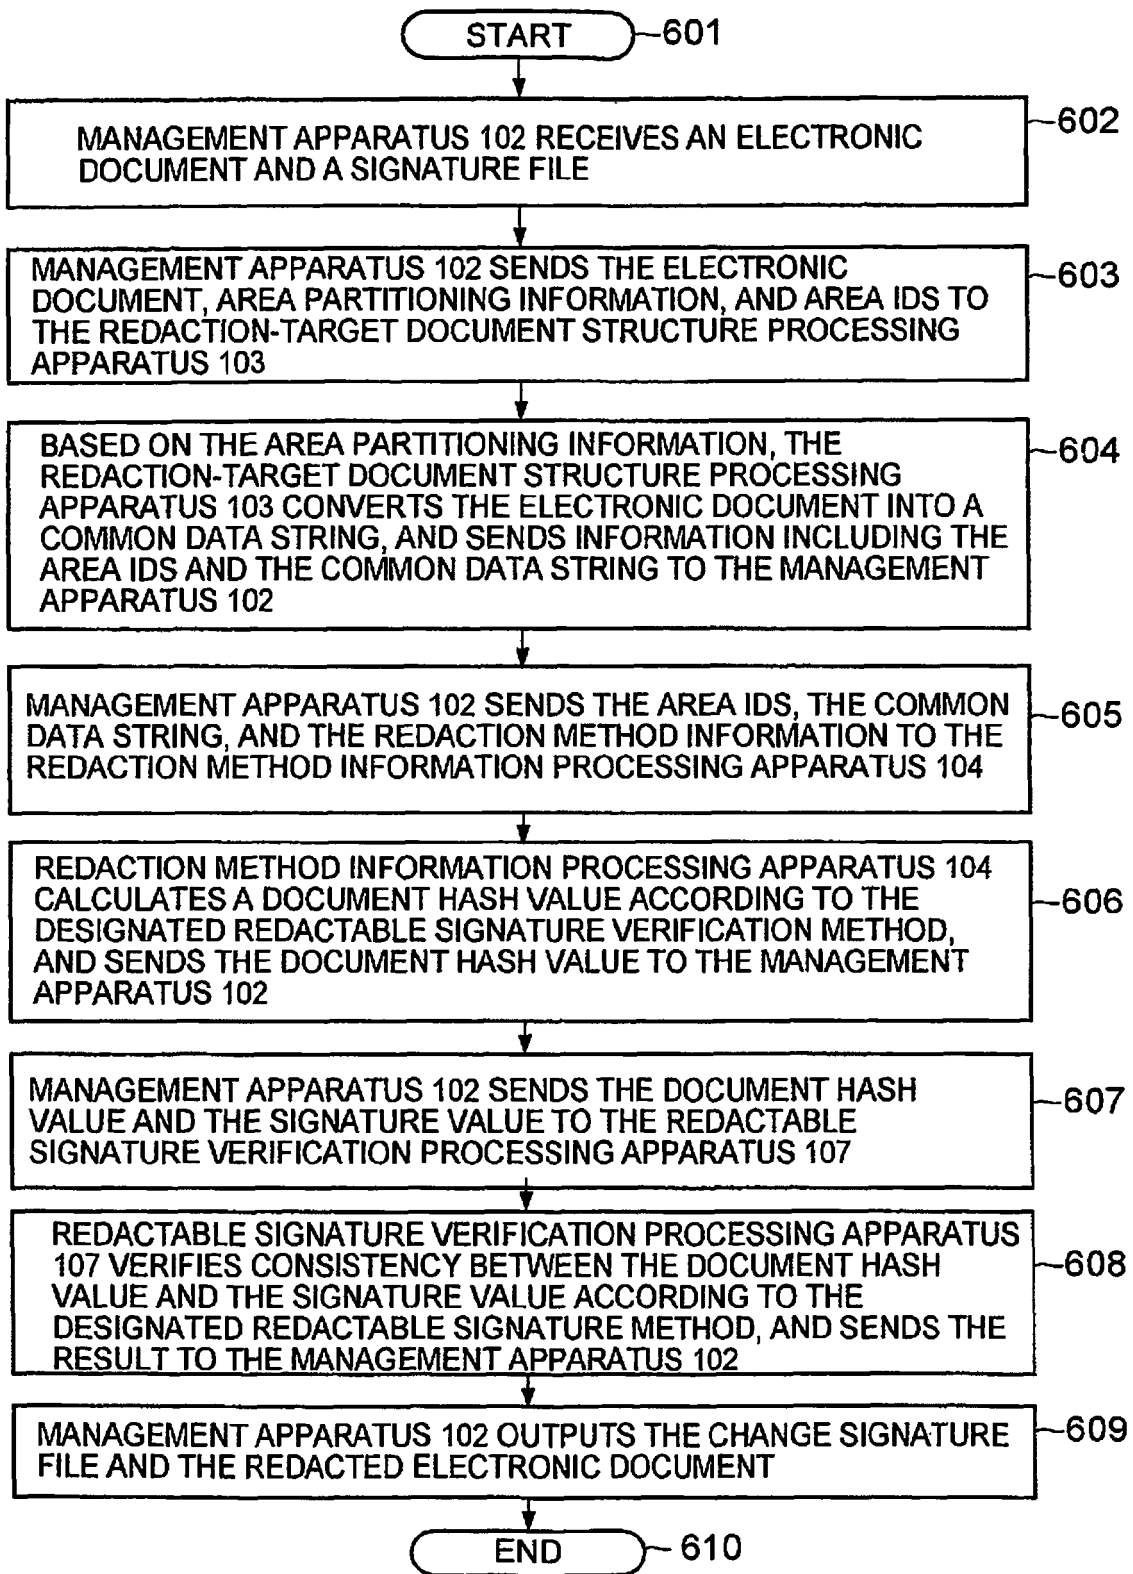 START
601
MANAGEMENT APPARATUS 102 RECEIVES AN ELECTRONIC
DOCUMENT AND A SIGNATURE FILE
602
MANAGEMENT APPARATUS 102 SENDS THE ELECTRONIC
DOCUMENT, AREA PARTITIONING INFORMATION, AND AREA IDS TO
THE REDACTION-TARGET DOCUMENT STRUCTURE PROCESSING
APPARATUS 103
603
BASED ON THE AREA PARTITIONING INFORMATION, THE
REDACTION-TARGET DOCUMENT STRUCTURE PROCESSING
APPARATUS 103 CONVERTS THE ELECTRONIC DOCUMENT INTO A
COMMON DATA STRING, AND SENDS INFORMATION INCLUDING THE
AREA IDS AND THE COMMON DATA STRING TO THE MANAGEMENT
APPARATUS 102
604
MANAGEMENT APPARATUS 102 SENDS THE AREA IDS, THE COMMON
DATA STRING, AND THE REDACTION METHOD INFORMATION TO THE
REDACTION METHOD INFORMATION PROCESSING APPARATUS 104
605
REDACTION METHOD INFORMATION PROCESSING APPARATUS 104
CALCULATES A DOCUMENT HASH VALUE ACCORDING TO THE
DESIGNATED REDACTABLE SIGNATURE VERIFICATION METHOD,
AND SENDS THE DOCUMENT HASH VALUE TO THE MANAGEMENT
APPARATUS 102
606
MANAGEMENT APPARATUS 102 SENDS THE DOCUMENT HASH
VALUE AND THE SIGNATURE VALUE TO THE REDACTABLE
SIGNATURE VERIFICATION PROCESSING APPARATUS 107
607
REDACTABLE SIGNATURE VERIFICATION PROCESSING APPARATUS
107 VERIFIES CONSISTENCY BETWEEN THE DOCUMENT HASH
VALUE AND THE SIGNATURE VALUE ACCORDING TO THE
DESIGNATED REDACTABLE SIGNATURE METHOD, AND SENDS THE
RESULT TO THE MANAGEMENT APPARATUS 102
608
MANAGEMENT APPARATUS 102 OUTPUTS THE CHANGE SIGNATURE
FILE AND THE REDACTED ELECTRONIC DOCUMENT
609
END
610